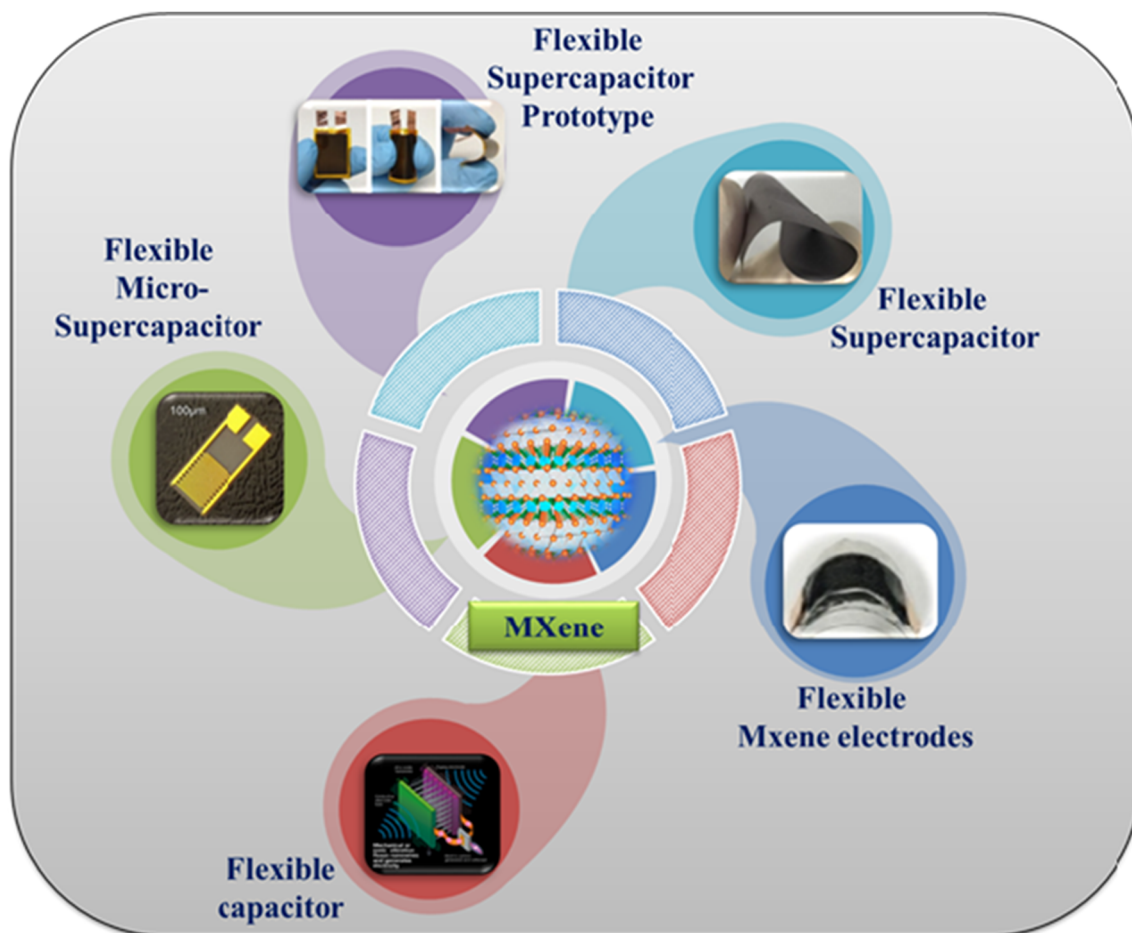 Flexible
Supercapacitor
Prototype
Flexible
Supercapacitor
Flexible
Micro-
Supercapacitor
100μm
MXene
Flexible
Mxene electrodes
Flexible
capacitor